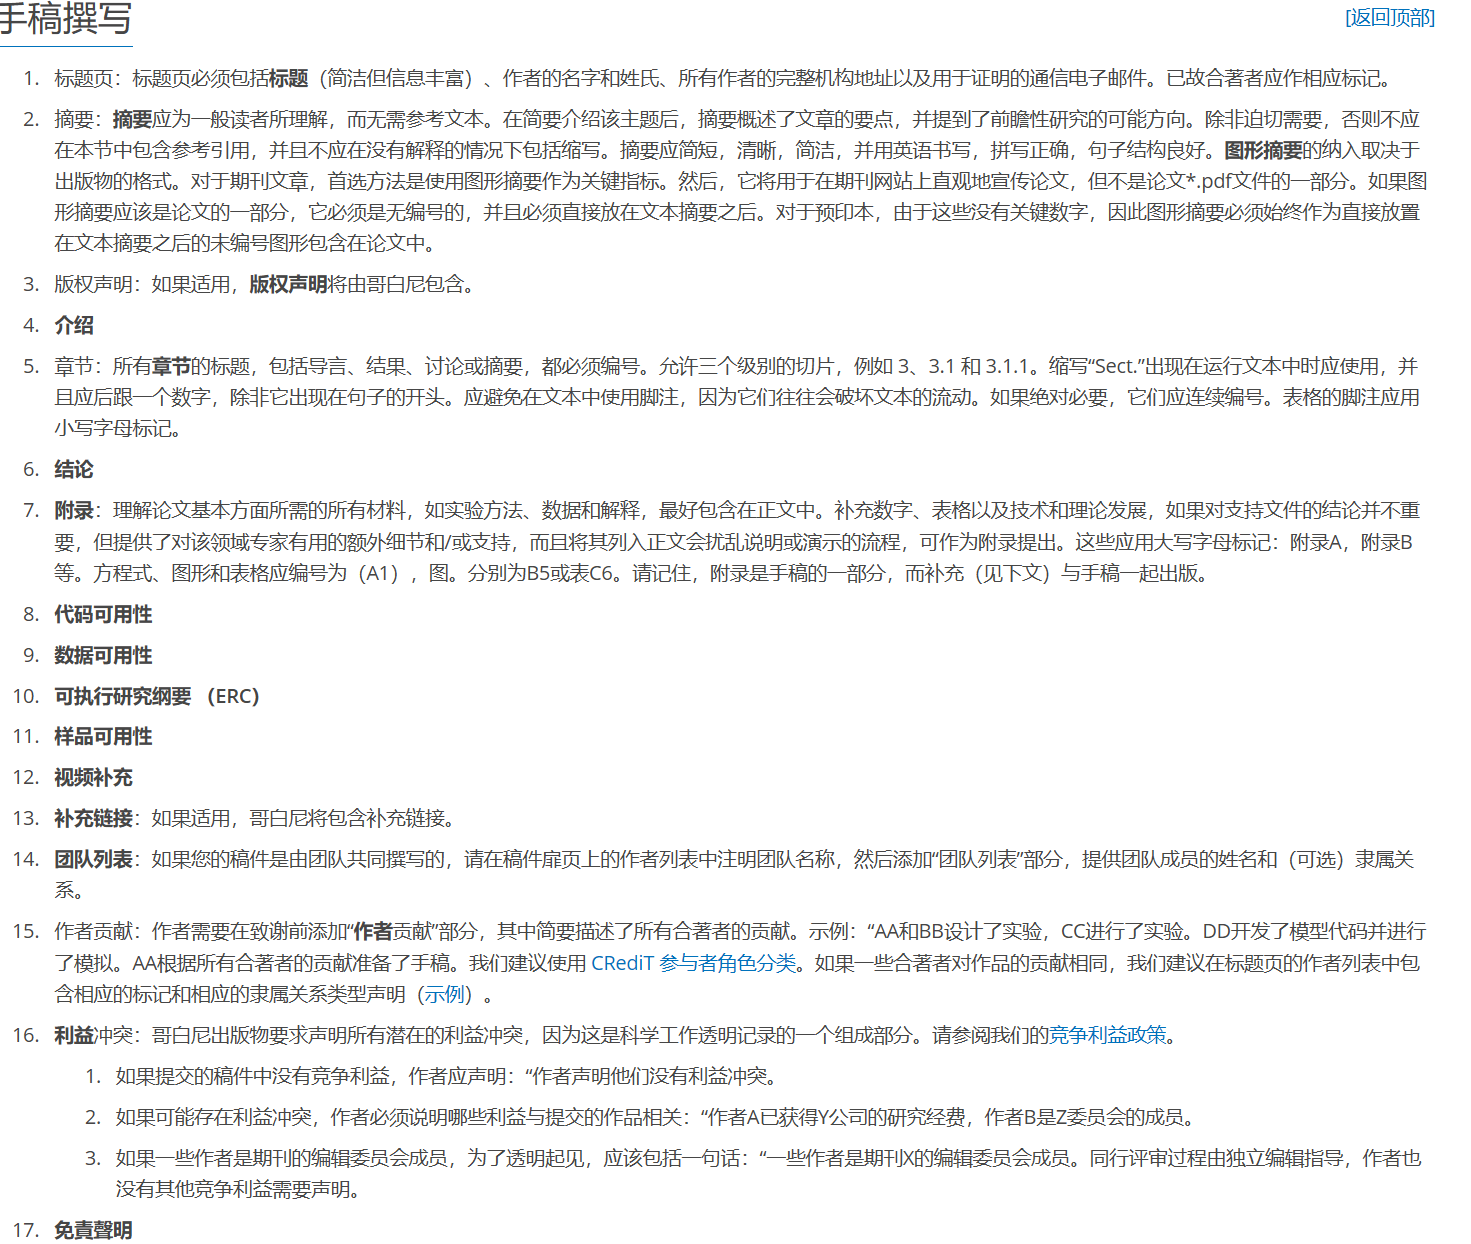 手稿撰写
[返回顶部]
1. 标题页：标题页必须包括标题（简洁但信息丰富）、作者的名字和姓氏、所有作者的完整机构地址以及用于证明的通信电子邮件。已故合著者应作相应标记。
2. 摘要：摘要应为一般读者所理解，而无需参考文本。在简要介绍该主题后，摘要概述了文章的要点，并提到了前瞻性研究的可能方向。除非迫切需要，否则不应
在本节中包含参考引用，并且不应在没有解释的情况下包括缩写。摘要应简短，清晰，简洁，并用英语书写，拼写正确，句子结构良好。图形摘要的纳入取决于
出版物的格式。对于期刊文章，首选方法是使用图形摘要作为关键指标。然后，它将用于在期刊网站上直观地宣传论文，但不是论文*.pdf文件的一部分。如果图
形摘要应该是论文的一部分，它必须是无编号的，并且必须直接放在文本摘要之后。对于预印本，由于这些没有关键数字，因此图形摘要必须始终作为直接放置
在文本摘要之后的未编号图形包含在论文中。
3. 版权声明：如果适用，版权声明将由哥白尼包含。
4. 介绍
5. 章节：所有章节的标题，包括导言、结果、讨论或摘要，都必须编号。允许三个级别的切片，例如 3、3.1 和 3.1.1。缩写“Sect.”出现在运行文本中时应使用，并
且应后跟一个数字，除非它出现在句子的开头。应避免在文本中使用脚注，因为它们往往会破坏文本的流动。如果绝对必要，它们应连续编号。表格的脚注应用
小写字母标记。
6. 结论
7. 附录：理解论文基本方面所需的所有材料，如实验方法、数据和解释，最好包含在正文中。补充数字、表格以及技术和理论发展，如果对支持文件的结论并不重
要，但提供了对该领域专家有用的额外细节和/或支持，而且将其列入正文会扰乱说明或演示的流程，可作为附录提出。这些应用大写字母标记：附录A，附录B
等。方程式、图形和表格应编号为（A1），图。分别为B5或表C6。请记住，附录是手稿的一部分，而补充（见下文）与手稿一起出版。
8. 代码可用性
9. 数据可用性
10. 可执行研究纲要 （ERC）
11. 样品可用性
12. 视频补充
13. 补充链接：如果适用，哥白尼将包含补充链接。
14. 团队列表：如果您的稿件是由团队共同撰写的，请在稿件扉页上的作者列表中注明团队名称，然后添加“团队列表”部分，提供团队成员的姓名和（可选）隶属关
系。
15. 作者贡献：作者需要在致谢前添加“作者贡献”部分，其中简要描述了所有合著者的贡献。示例：“AA和BB设计了实验，CC进行了实验。DD开发了模型代码并进行
了模拟。AA根据所有合著者的贡献准备了手稿。我们建议使用 CRediT 参与者角色分类。如果一些合著者对作品的贡献相同，我们建议在标题页的作者列表中包
含相应的标记和相应的隶属关系类型声明（示例）。
16. 利益冲突：哥白尼出版物要求声明所有潜在的利益冲突，因为这是科学工作透明记录的一个组成部分。请参阅我们的竞争利益政策。
1. 如果提交的稿件中没有竞争利益，作者应声明：“作者声明他们没有利益冲突。
2. 如果可能存在利益冲突，作者必须说明哪些利益与提交的作品相关：“作者A已获得Y公司的研究经费，作者B是Z委员会的成员。
3. 如果一些作者是期刊的编辑委员会成员，为了透明起见，应该包括一句话：“一些作者是期刊X的编辑委员会成员。同行评审过程由独立编辑指导，作者也
没有其他竞争利益需要声明。
17. 免責聲明